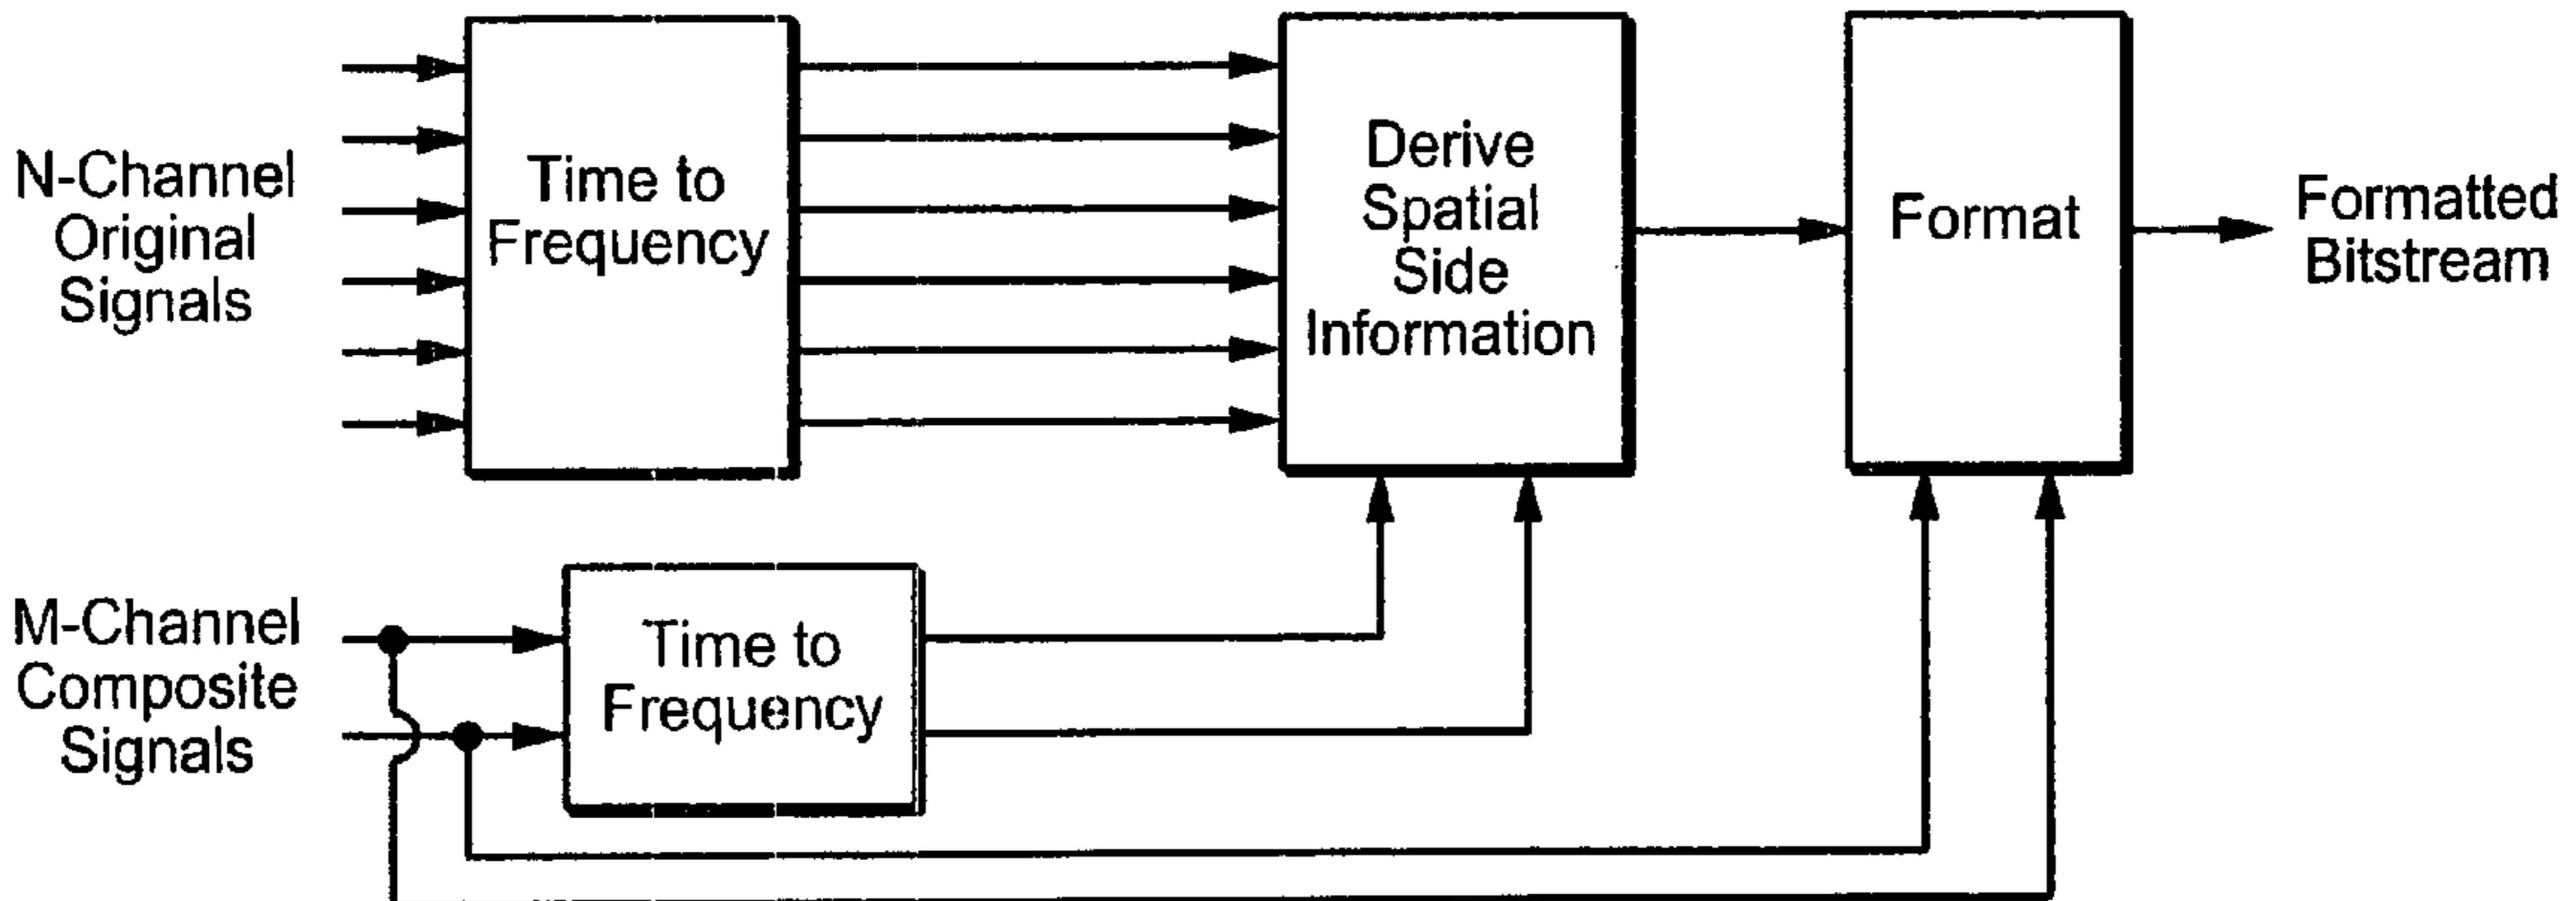 N-Channel
Original
Signals
Time to
Frequency
Derive
Spatial
Side
Information
Format
Formatted
Bitstream
M-Channel
Composite
Signals
Time to
Frequency